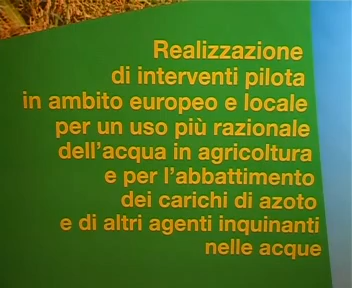 Realizzazione
di interventi pilota
in ambito europeo e locale
per un uso più razionale
dell'acqua in agricoltura
e per l'abbattimento
dei carichi di azoto
e di altri agenti inquinanti
nelle acque